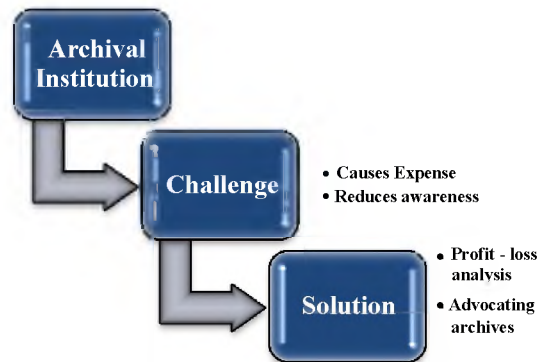 Archival
Institution
Challenge
• Causes Expense
• Reduces awareness
Solution
• Profit - loss
analysis
• Advocating
archives